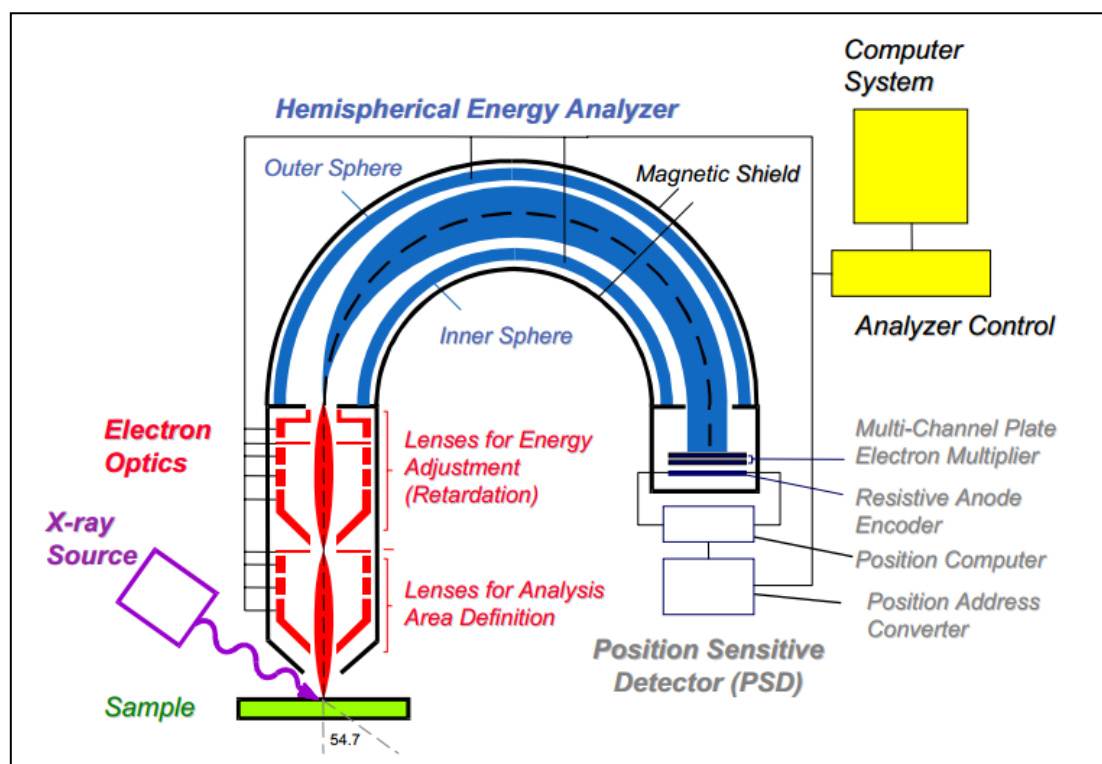 Computer
System
Hemispherical Energy Analyzer
Outer Sphere
Magnetic Shield
Inner Sphere
Analyzer Control
Electron
Optics
Lenses for Energy
Adjustment
(Retardation)
Multi-Channel Plate
Electron Multiplier
Resistive Anode
Encoder
X-ray
Source
Position Computer
Lenses for Analysis
Area Definition
Position Address
Converter
Position Sensitive
Detector (PSD)
Sample
54.7